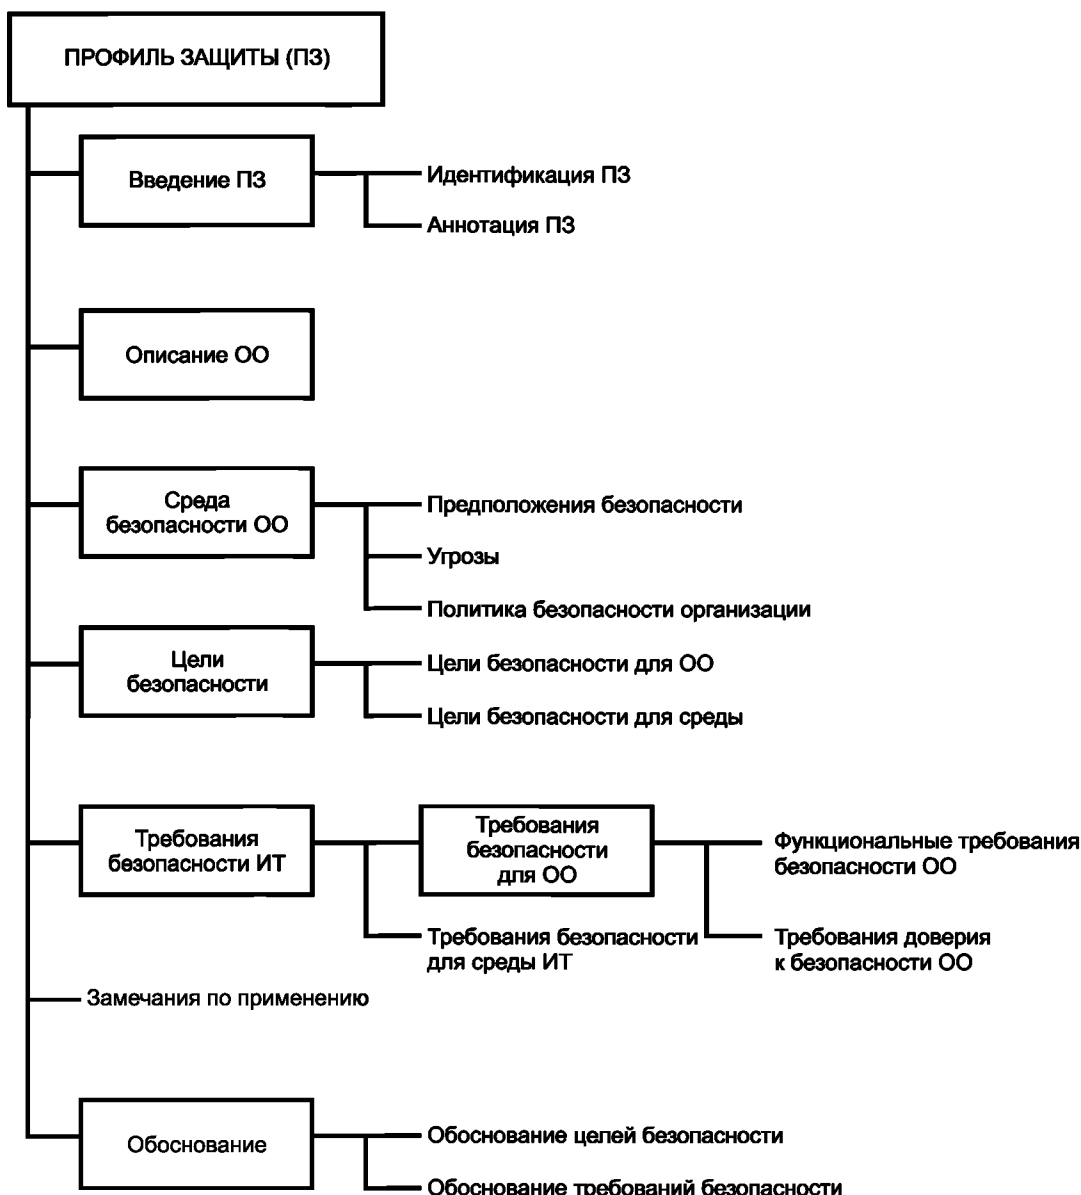 ПРОФИЛЬ ЗАЩИТЫ (ПЗ)
Введение ПЗ
Идентификация ПЗ
Аннотация ПЗ
Описание ОО
Среда
безопасности ОО
Предположения безопасности
Угрозы
Политика безопасности организации
Цели
безопасности
Цели безопасности для ОО
Цели безопасности для среды
Требования
безопасности ИТ
Требования
безопасности
для ОО
Функциональные требования
безопасности ОО
Требования безопасности
для среды ИТ
Требования доверия
к безопасности ОО
Замечания по применению
Обоснование
Обоснование целей безопасности
Обоснование требований безопасности